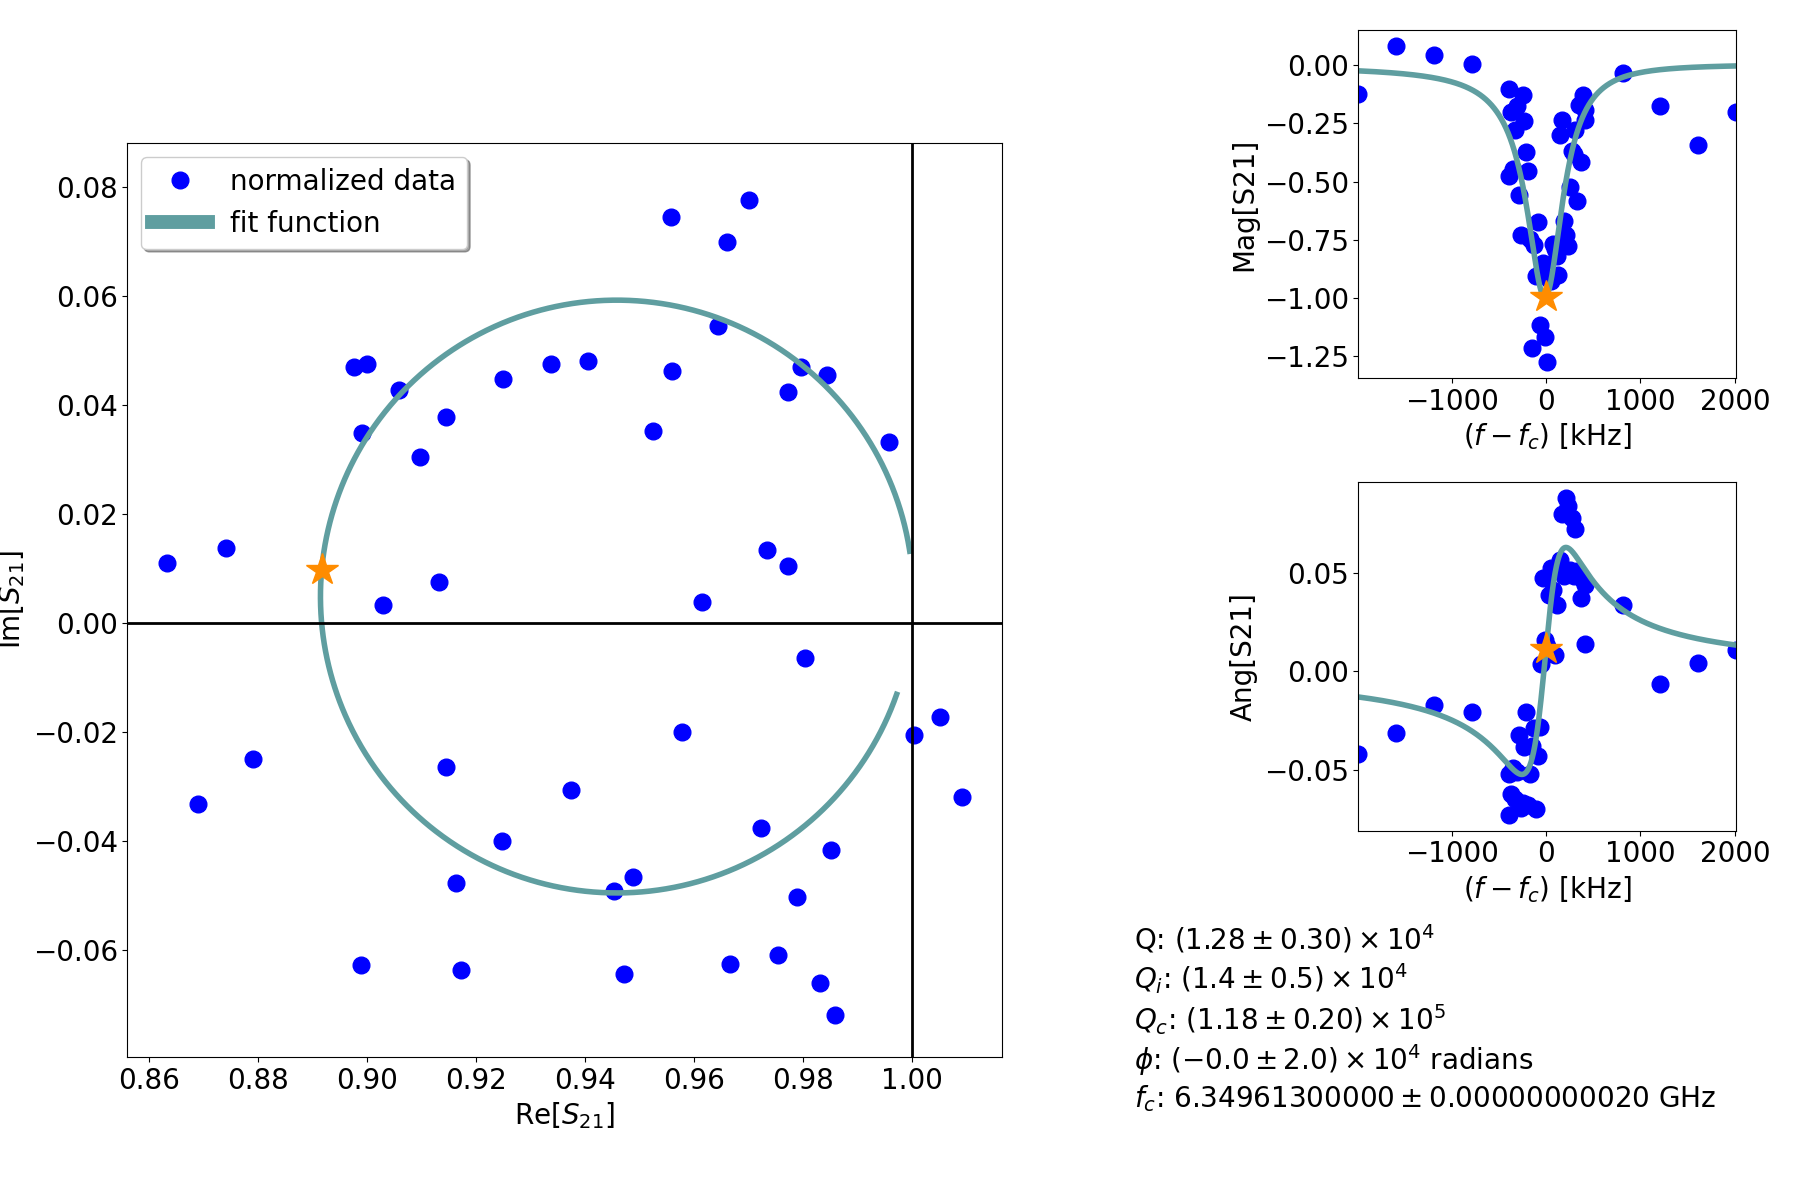 normalized data
fit function
0.08
0.06
0.04
0.02
0.00
−0.02
−0.04
−0.06
Im[S21]
0.86 0.88 0.90 0.92 0.94 0.96 0.98 1.00
Re[S21]
0.00
−0.25
−0.50
−0.75
−1.00
−1.25
Mag[S21]
−1000 0 1000 2000
(f − fc) [kHz]
0.05
0.00
−0.05
Ang[S21]
−1000 0 1000 2000
(f − fc) [kHz]
Q: (1.28 ± 0.30) × 10^4
Qi: (1.4 ± 0.5) × 10^4
Qc: (1.18 ± 0.20) × 10^5
ϕ: (−0.0 ± 2.0) × 10^4 radians
fc: 6.34961300000 ± 0.00000000020 GHz